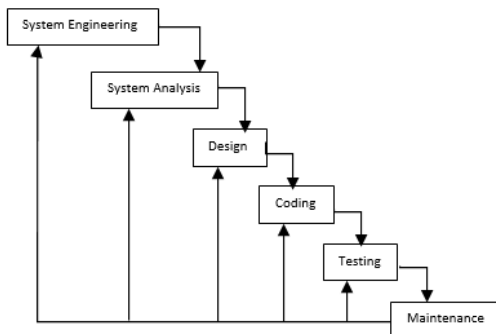 System Engineering
System Analysis
Design
Coding
Testing
Maintenance